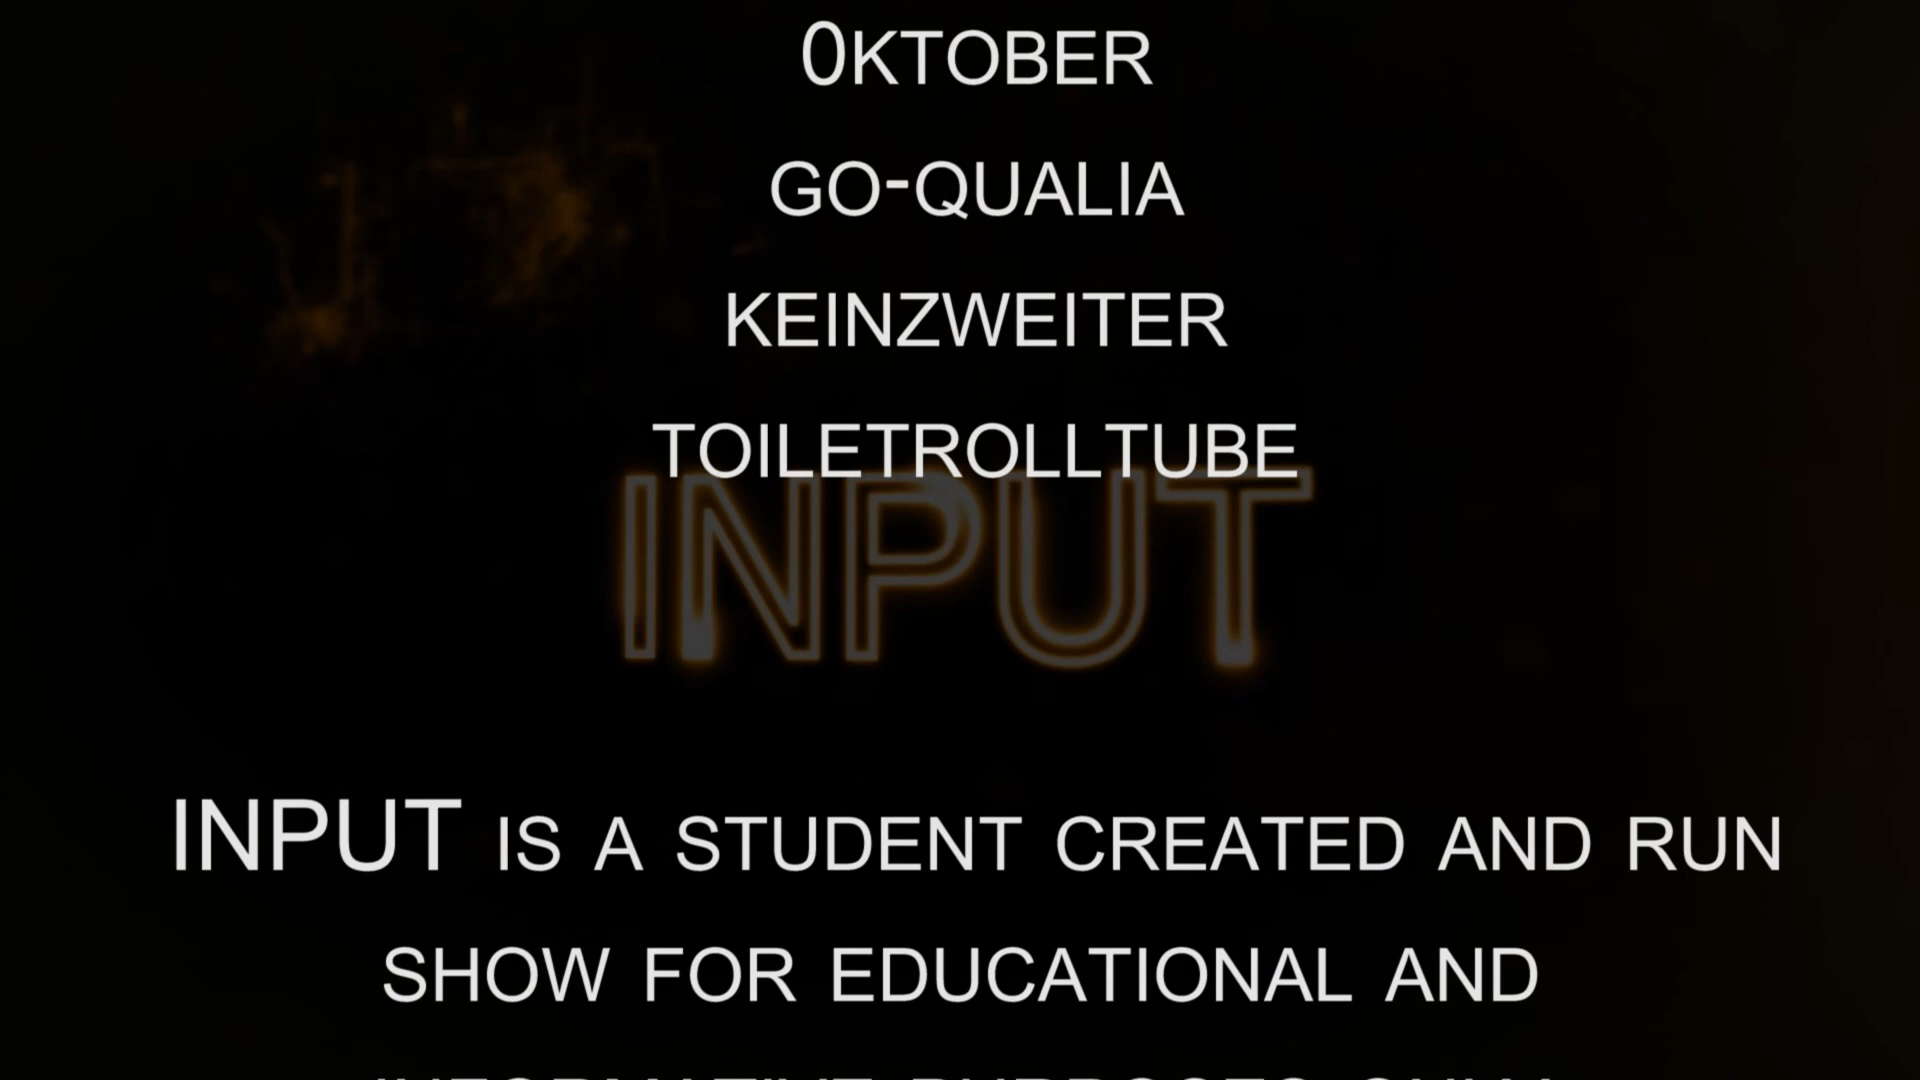 0KTOBER
GO-QUALIA
KEINZWEITER
TOILETROLLTUBE
INPUT
INPUT IS A STUDENT CREATED AND RUN
SHOW FOR EDUCATIONAL AND